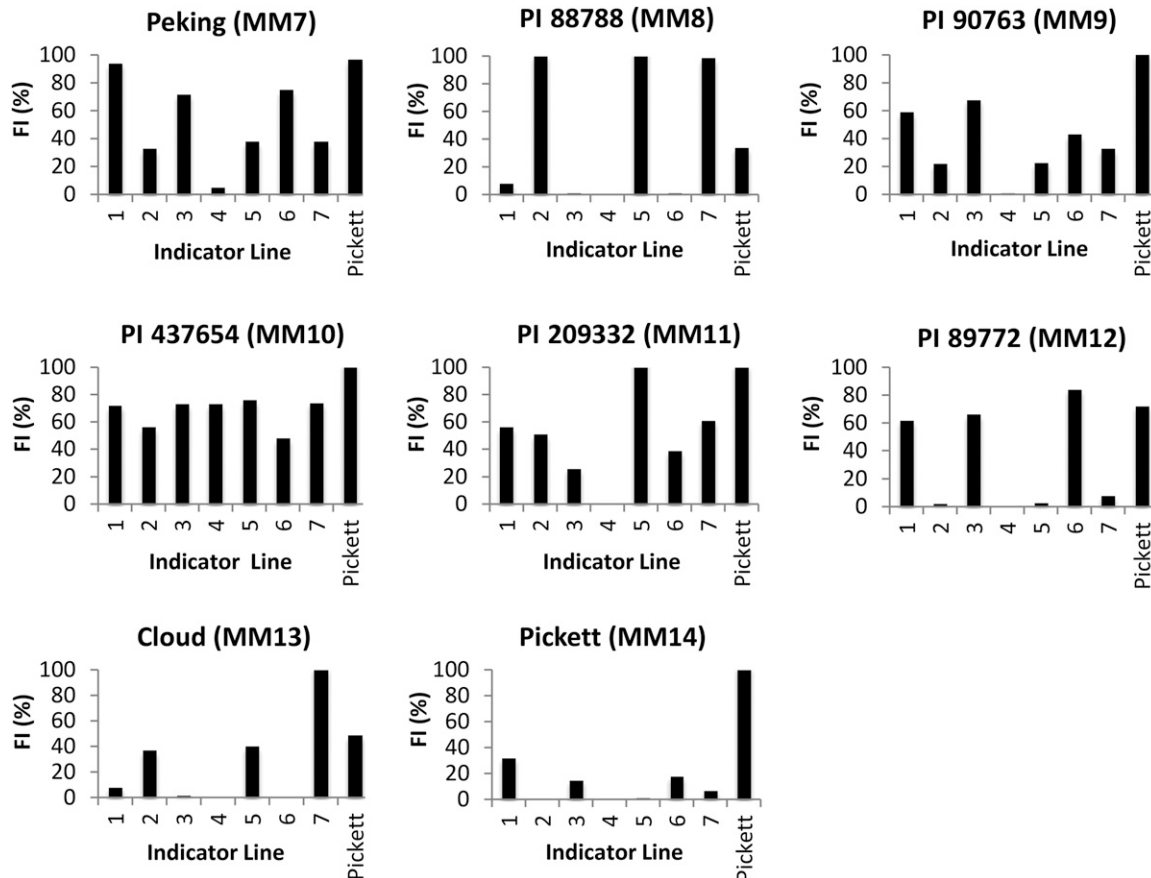 Peking (MM7)
FI (%)
100
80
60
40
20
0
1 2 3 4 5 6 7 Pickett
Indicator Line
PI 88788 (MM8)
FI (%)
100
80
60
40
20
0
1 2 3 4 5 6 7 Pickett
Indicator Line
PI 90763 (MM9)
FI (%)
100
80
60
40
20
0
1 2 3 4 5 6 7 Pickett
Indicator Line
PI 437654 (MM10)
FI (%)
100
80
60
40
20
0
1 2 3 4 5 6 7 Pickett
Indicator Line
PI 209332 (MM11)
FI (%)
100
80
60
40
20
0
1 2 3 4 5 6 7 Pickett
Indicator Line
PI 89772 (MM12)
FI (%)
100
80
60
40
20
0
1 2 3 4 5 6 7 Pickett
Indicator Line
Cloud (MM13)
FI (%)
100
80
60
40
20
0
1 2 3 4 5 6 7 Pickett
Indicator Line
Pickett (MM14)
FI (%)
100
80
60
40
20
0
1 2 3 4 5 6 7 Pickett
Indicator Line